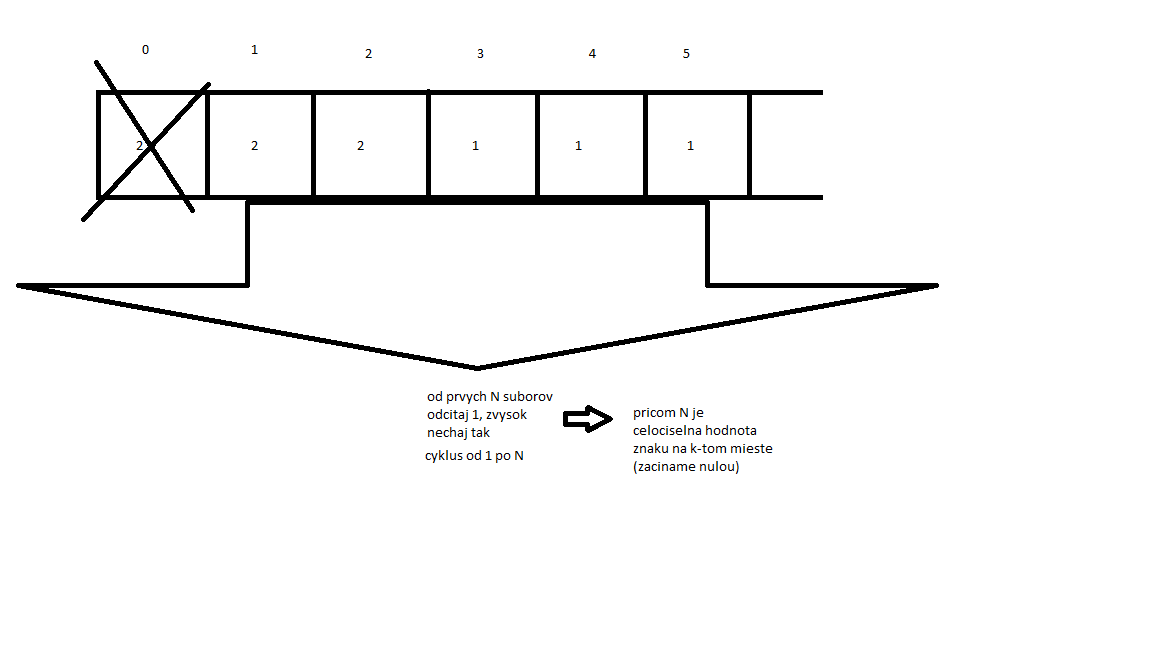 0 1 2 3 4 5
2 2 2 1 1 1
od prvych N suborov
odcitaj 1, zvysok
nechaj tak
cyklus od 1 po N
pricom N je
celociselna hodnota
znaku na k-tom mieste
(zaciname nulou)